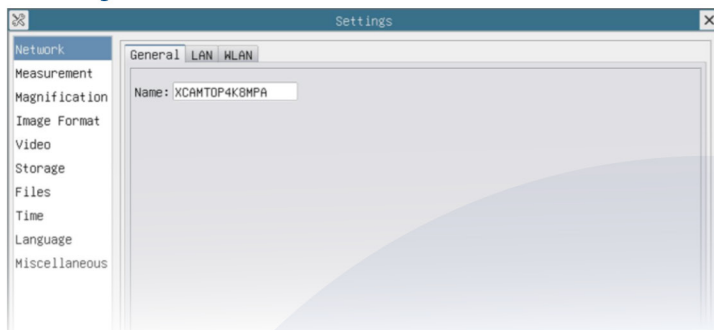 Settings
Network
Measurement
Magnification
Image Format
Video
Storage
Files
Time
Language
Miscellaneous
General LAN WLAN
Name: XCAMTOP4K8MPA